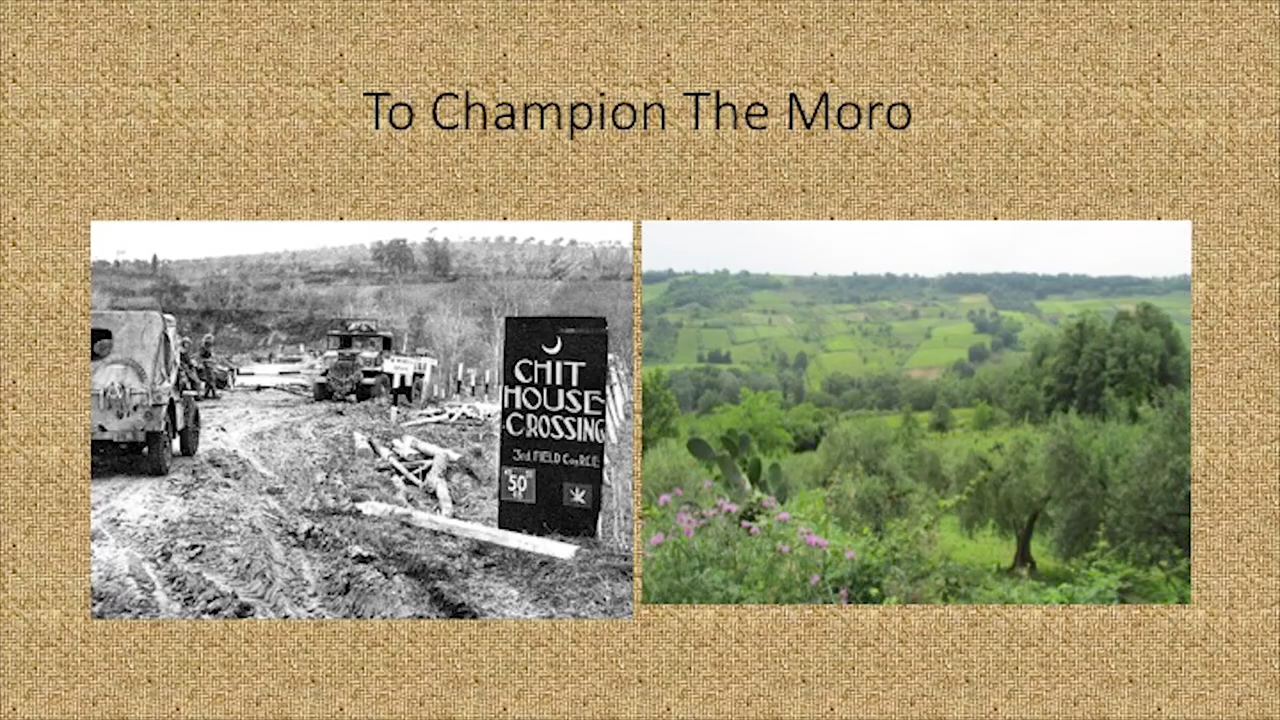 To Champion The Moro
CHIT
HOUSE
CROSSING
3rd FIELD Coy RCE
50